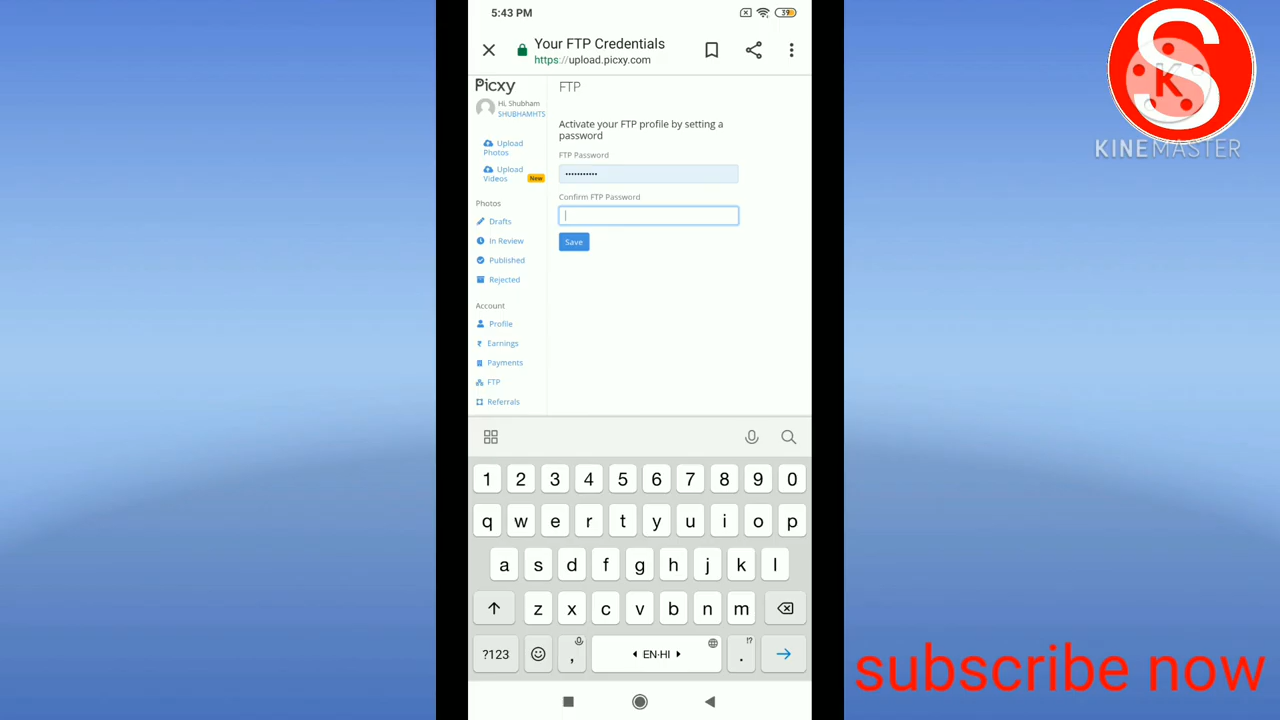 5:43 PM
39
Your FTP Credentials
https://upload.picxy.com
Picxy
Hi, Shubham
SHUBHAMHTS
Upload Photos
Upload Videos
New
Photos
Drafts
In Review
Published
Rejected
Account
Profile
Earnings
Payments
FTP
Referrals
FTP
Activate your FTP profile by setting a
password
FTP Password
•••••••••••
Confirm FTP Password
Save
1 2 3 4 5 6 7 8 9 0
q w e r t y u i o p
a s d f g h j k l
z x c v b n m
?123 , EN·HI . !?
S
K
KINEMASTER
subscribe now